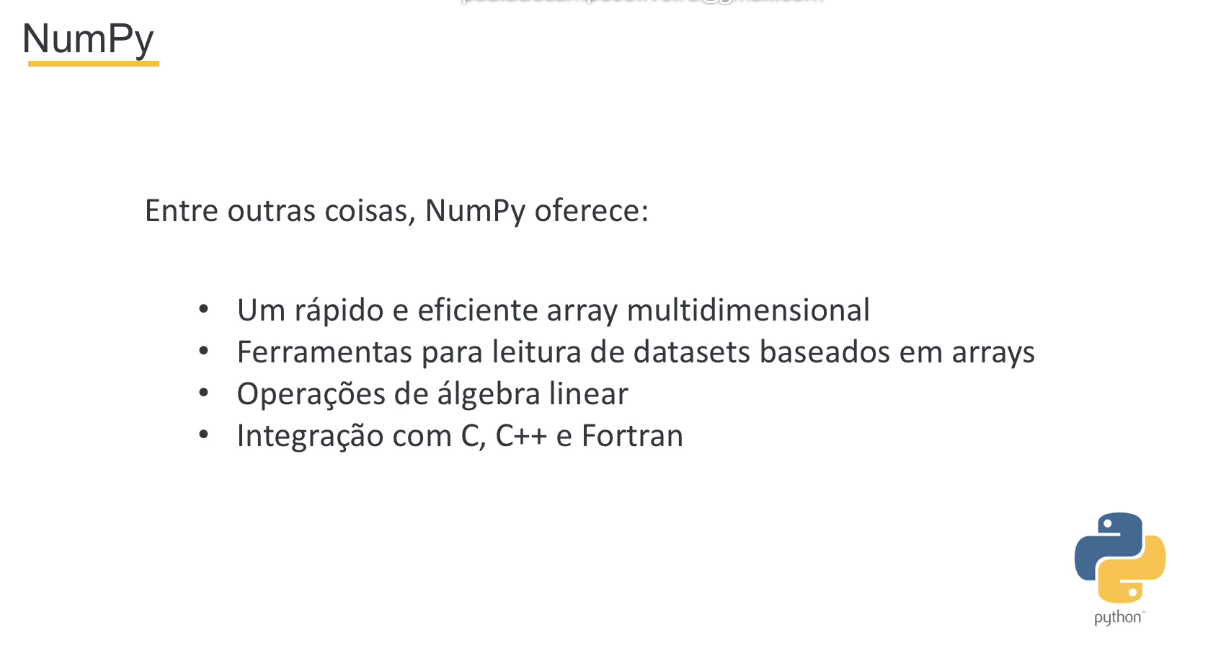 NumPy
Entre outras coisas, NumPy oferece:
• Um rápido e eficiente array multidimensional
• Ferramentas para leitura de datasets baseados em arrays
• Operações de álgebra linear
• Integração com C, C++ e Fortran
python